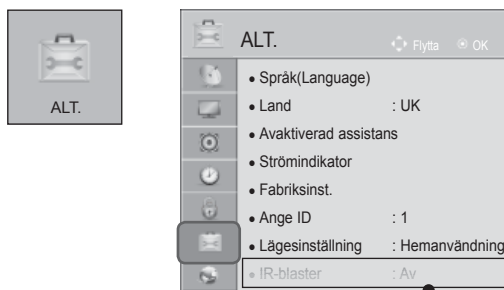 ALT.
ALT.
Flytta OK
• Språk(Language)
• Land : UK
• Avaktiverad assistans
• Strömindikator
• Fabriksinst.
• Ange ID : 1
• Lägesinställning : Hemanvändning
• IR-blaster : Av